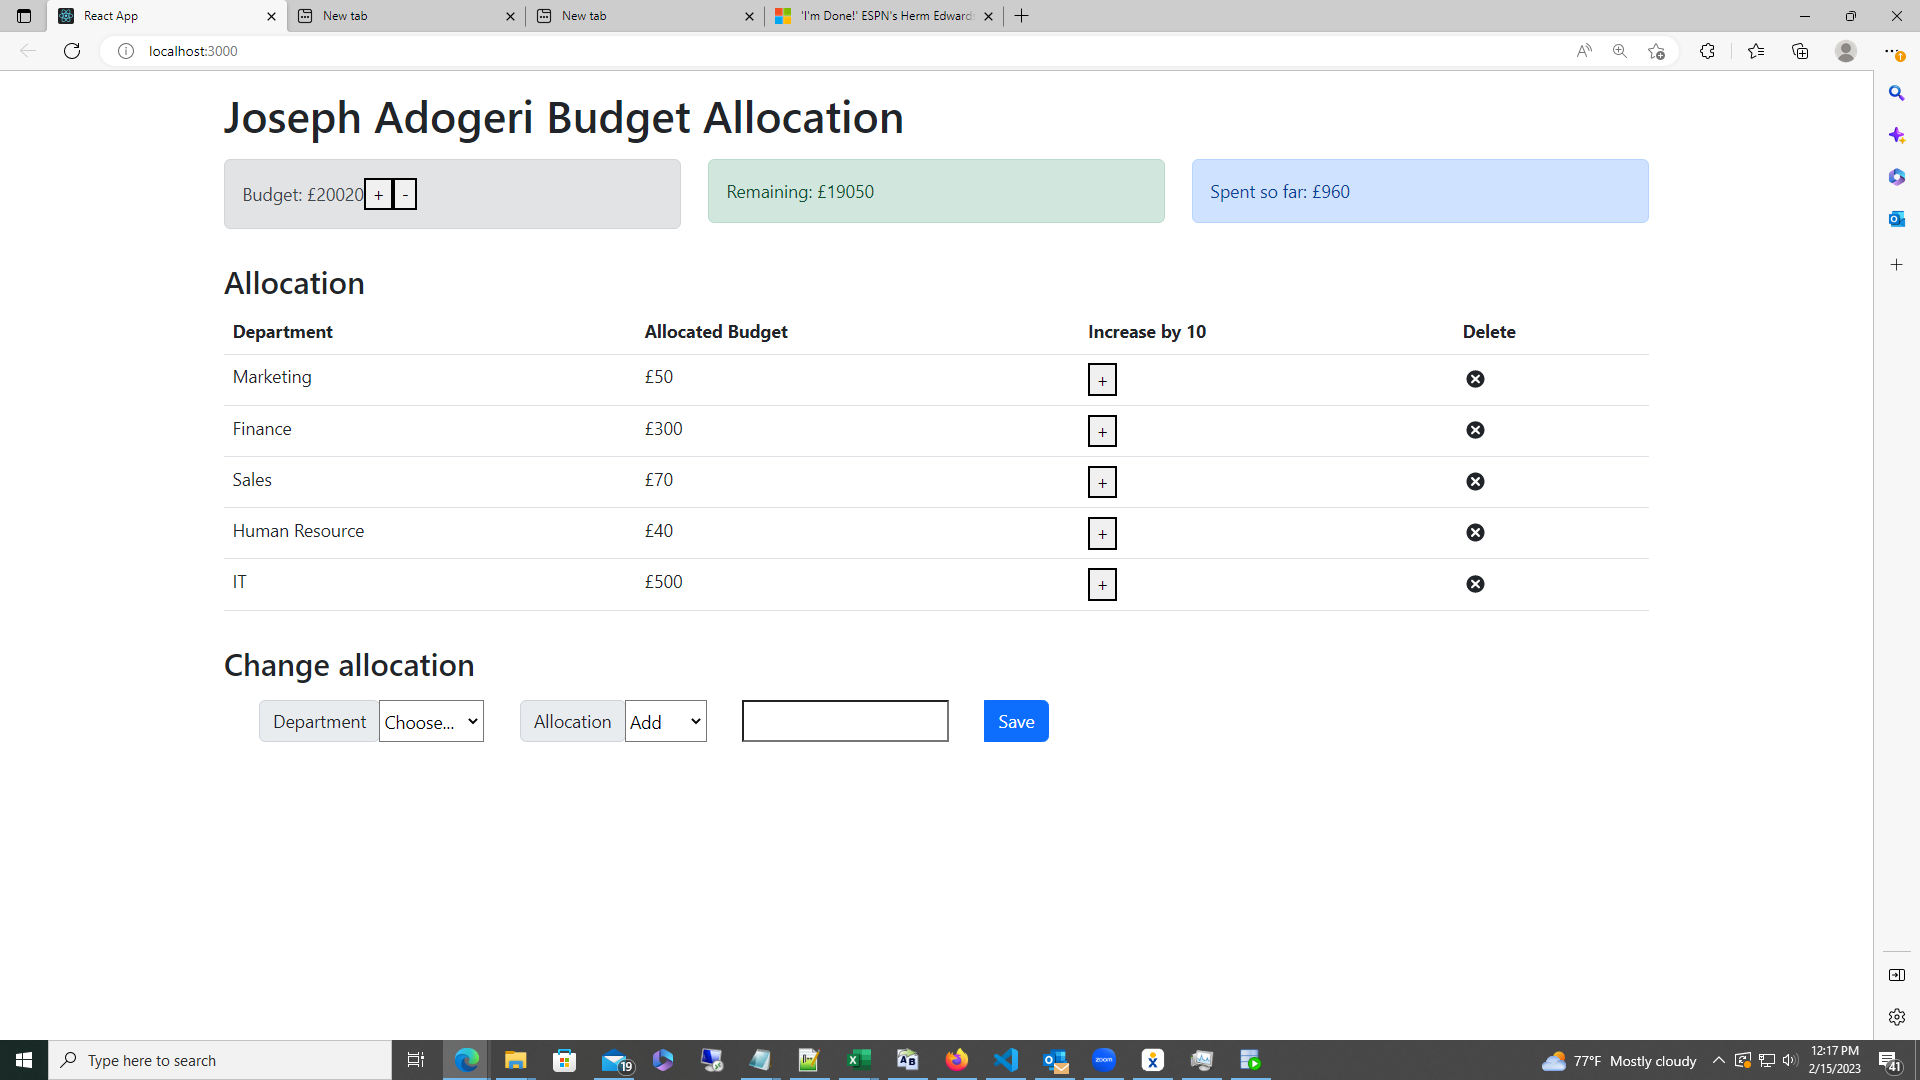 React App
New tab
New tab
'I'm Done!' ESPN's Herm Edward
localhost:3000
Joseph Adogeri Budget Allocation
Budget: £20020 + -
Remaining: £19050
Spent so far: £960
Allocation
Department Allocated Budget Increase by 10 Delete
Marketing £50 +
Finance £300 +
Sales £70 +
Human Resource £40 +
IT £500 +
Change allocation
Department Choose... Allocation Add Save
Type here to search
19
zoom
77°F Mostly cloudy
12:17 PM
2/15/2023
41